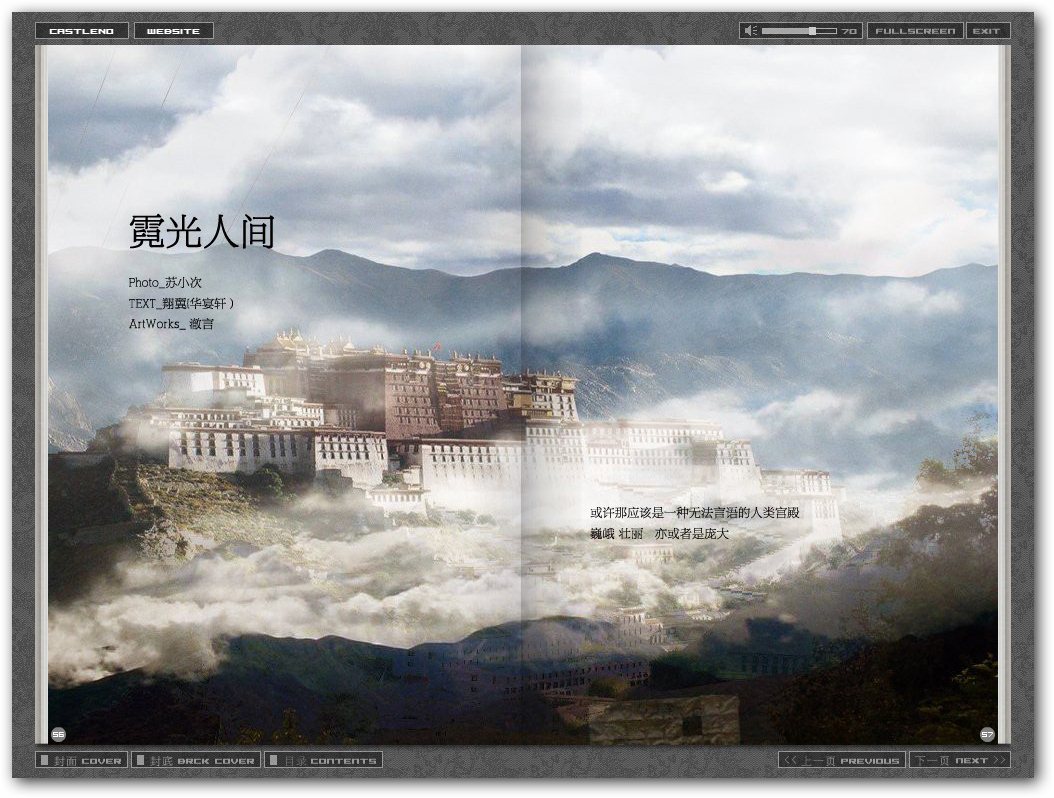 CASTLEND WEBSITE 70 FULLSCREEN EXIT
霓光人间
Photo_苏小次
TEXT_翔翼(华宴轩)
ArtWorks_ 澈言
或许那应该是一种无法言语的人类宫殿
巍峨 壮丽 亦或者是庞大
56 57
封面 COVER 封底 BACK COVER 目录 CONTENTS << 上一页 PREVIOUS 下一页 NEXT >>